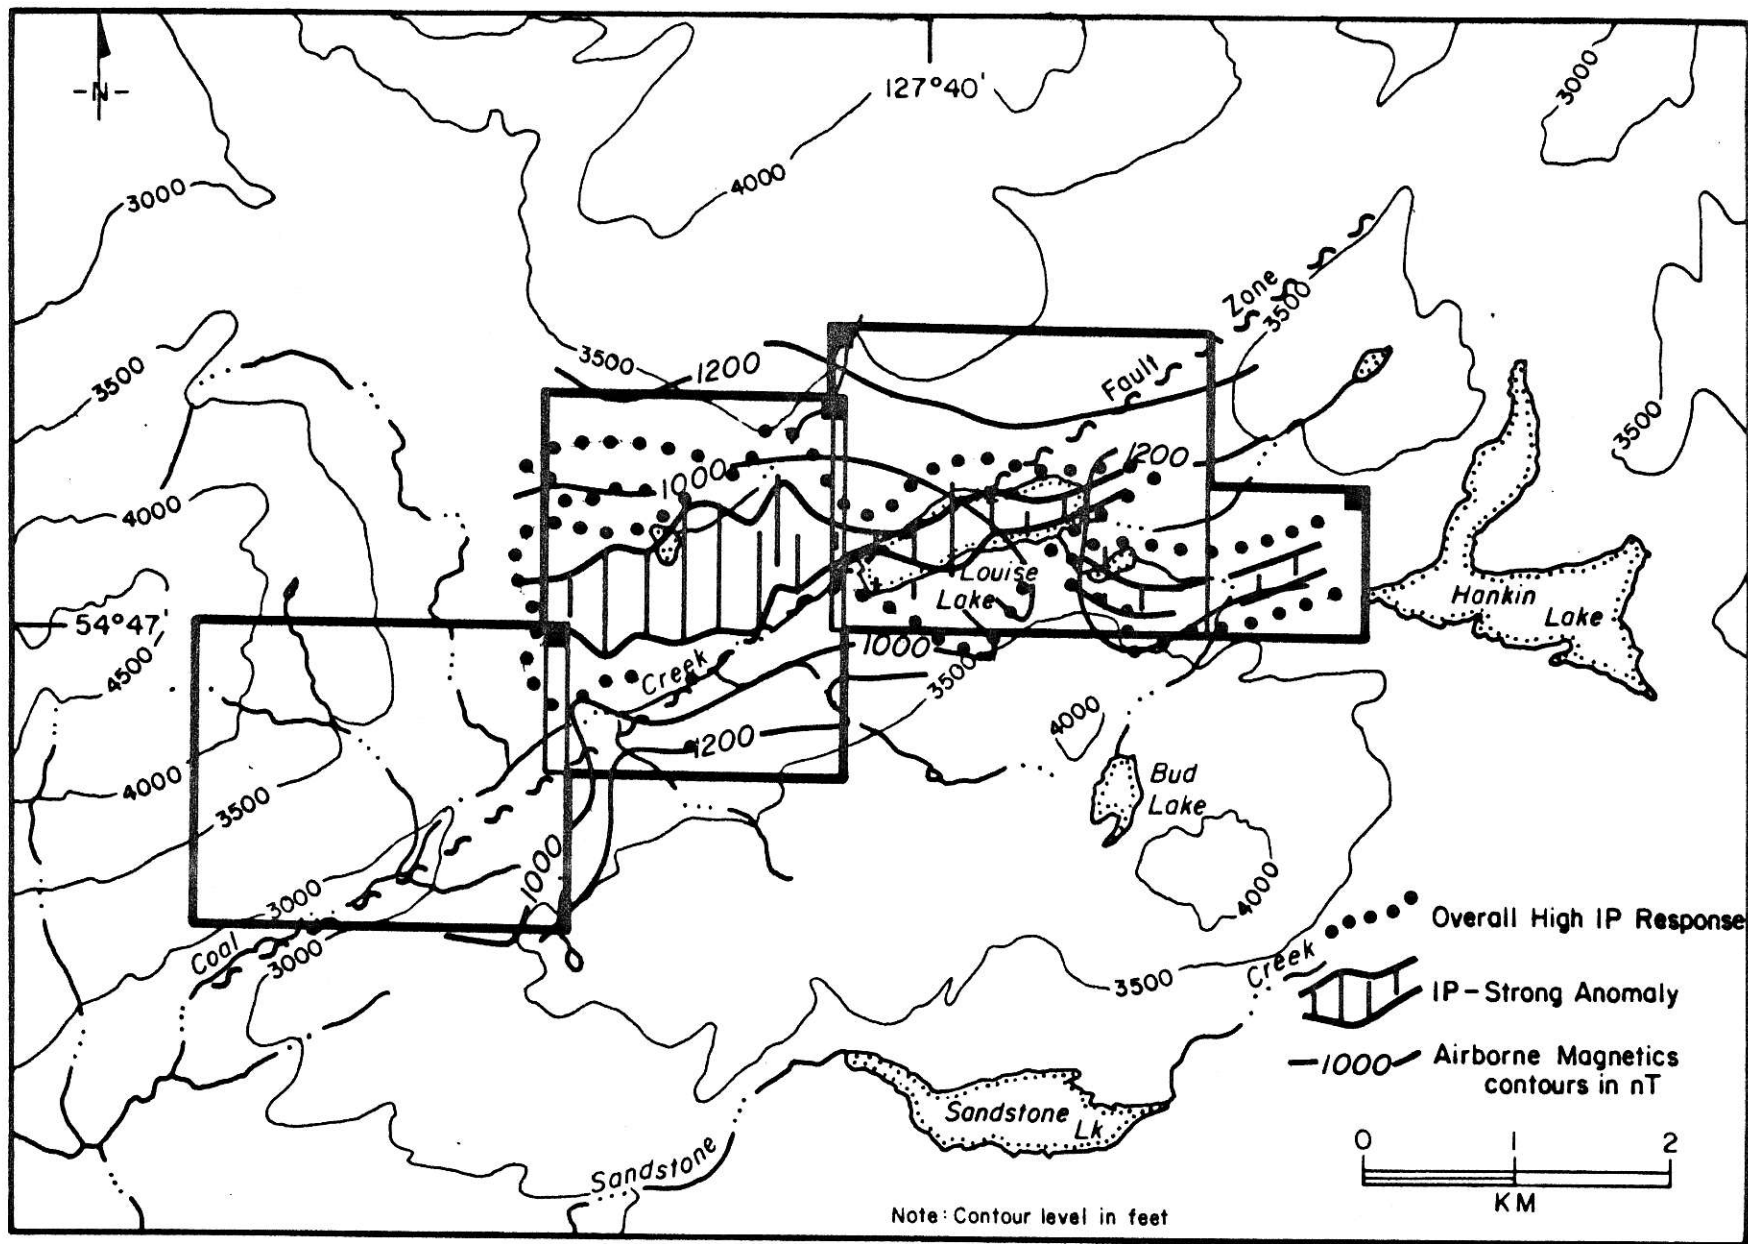 -N-
127°40'
3000
3000
4000
Zone
3500
3500
3500
1200
Fault
3500
3500
1000
1200
4000
Louise
Lake
Hankin
Lake
54°47'
4500
Creek
1000
3500
4000
1200
4000
3500
Bud
Lake
1000
3000
4000
Coal
3000
Creek
3500
Overall High IP Response
IP-Strong Anomaly
-1000-
Airborne Magnetics
contours in nT
Sandstone
Lk
Sandstone
0 1 2
KM
Note: Contour level in feet